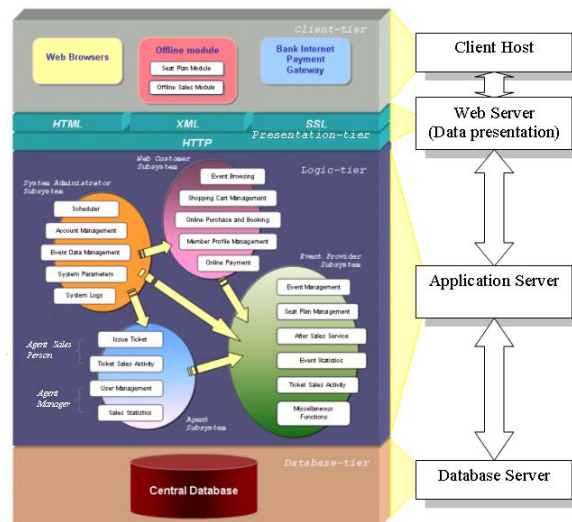 Client-tier
Web Browsers
Offline module
Seat Plan Module
Offline Sales Module
Bank Internet
Payment
Gateway
HTML
XML
SSL
Presentation-tier
HTTP
Logic-tier
System Administrator
Subsystem
Scheduler
Account Management
Event Data Management
System Parameters
System Logs
Web Customer
Subsystem
Event Browsing
Shopping Cart Management
Online Purchase and Booking
Member Profile Management
Online Payment
Event Provider
Subsystem
Event Management
Seat Plan Management
After Sales Service
Event Statistics
Ticket Sales Activity
Miscellaneous
Functions
Agent Sales
Person
Agent
Manager
Issue Ticket
Ticket Sales Activity
User Management
Sales Statistics
Agent
Subsystem
Database-tier
Central Database
Client Host
Web Server
(Data presentation)
Application Server
Database Server